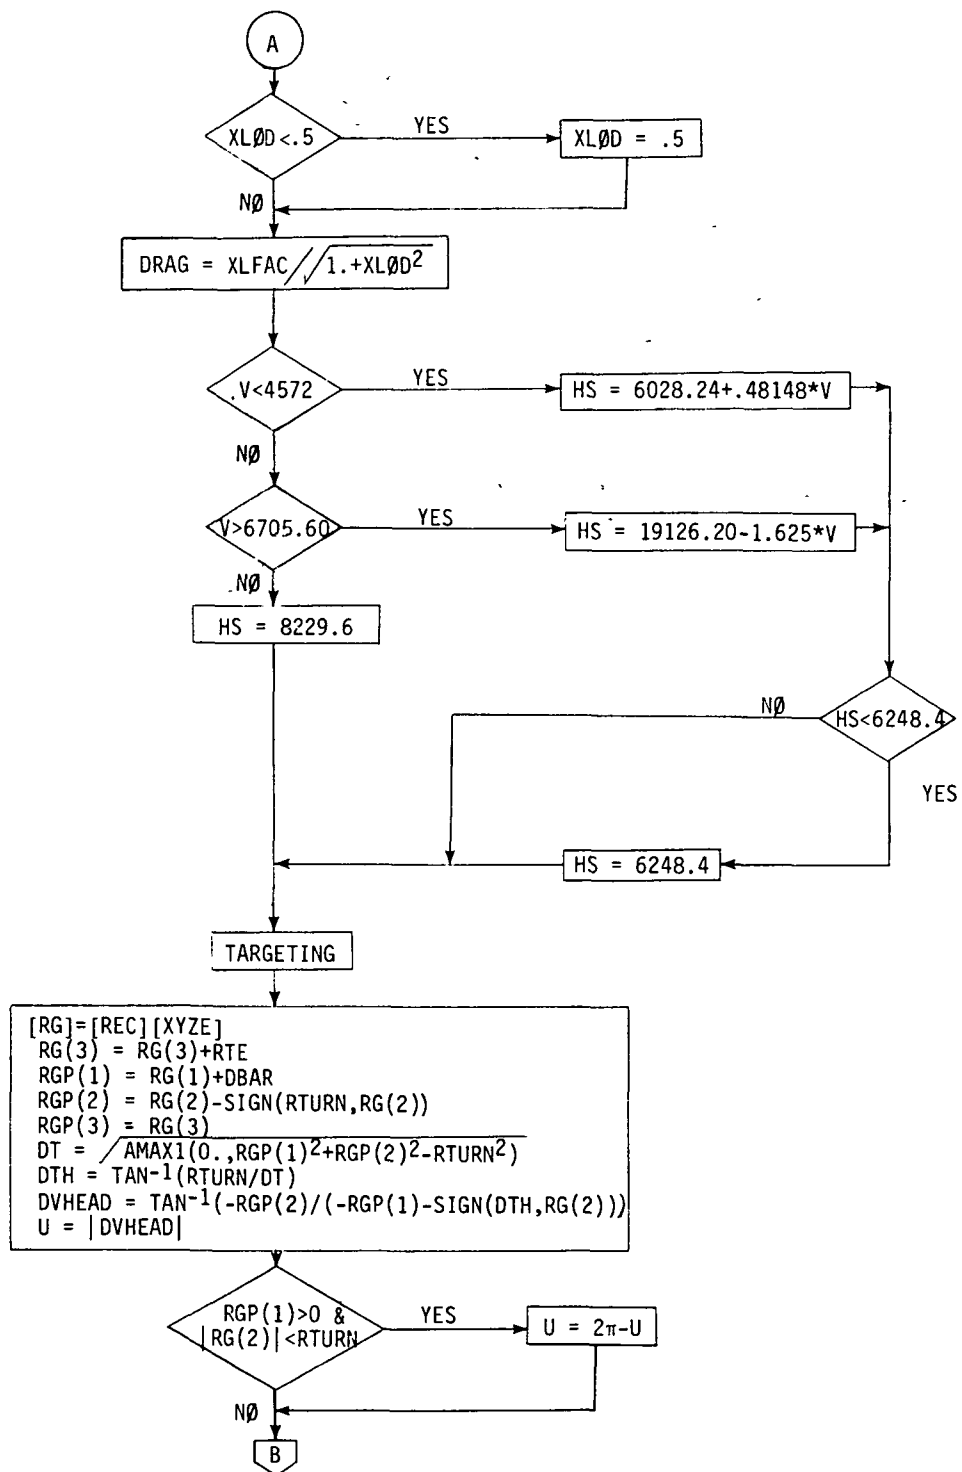 A
XLØD<.5
YES
XLØD = .5
NØ
DRAG = XLFAC/√1.+XLØD²
.V<4572
YES
HS = 6028.24+.48148*V
NØ
V>6705.60
YES
HS = 19126.20-1.625*V
NØ
HS = 8229.6
NØ
HS<6248.4
YES
HS = 6248.4
TARGETING
[RG]=[REC][XYZE]
RG(3) = RG(3)+RTE
RGP(1) = RG(1)+DBAR
RGP(2) = RG(2)-SIGN(RTURN,RG(2))
RGP(3) = RG(3)
DT = √AMAX1(0.,RGP(1)²+RGP(2)²-RTURN²)
DTH = TAN⁻¹(RTURN/DT)
DVHEAD = TAN⁻¹(-RGP(2)/(-RGP(1)-SIGN(DTH,RG(2)))
U = |DVHEAD|
RGP(1)>0 &
|RG(2)|<RTURN
YES
U = 2π-U
NØ
B